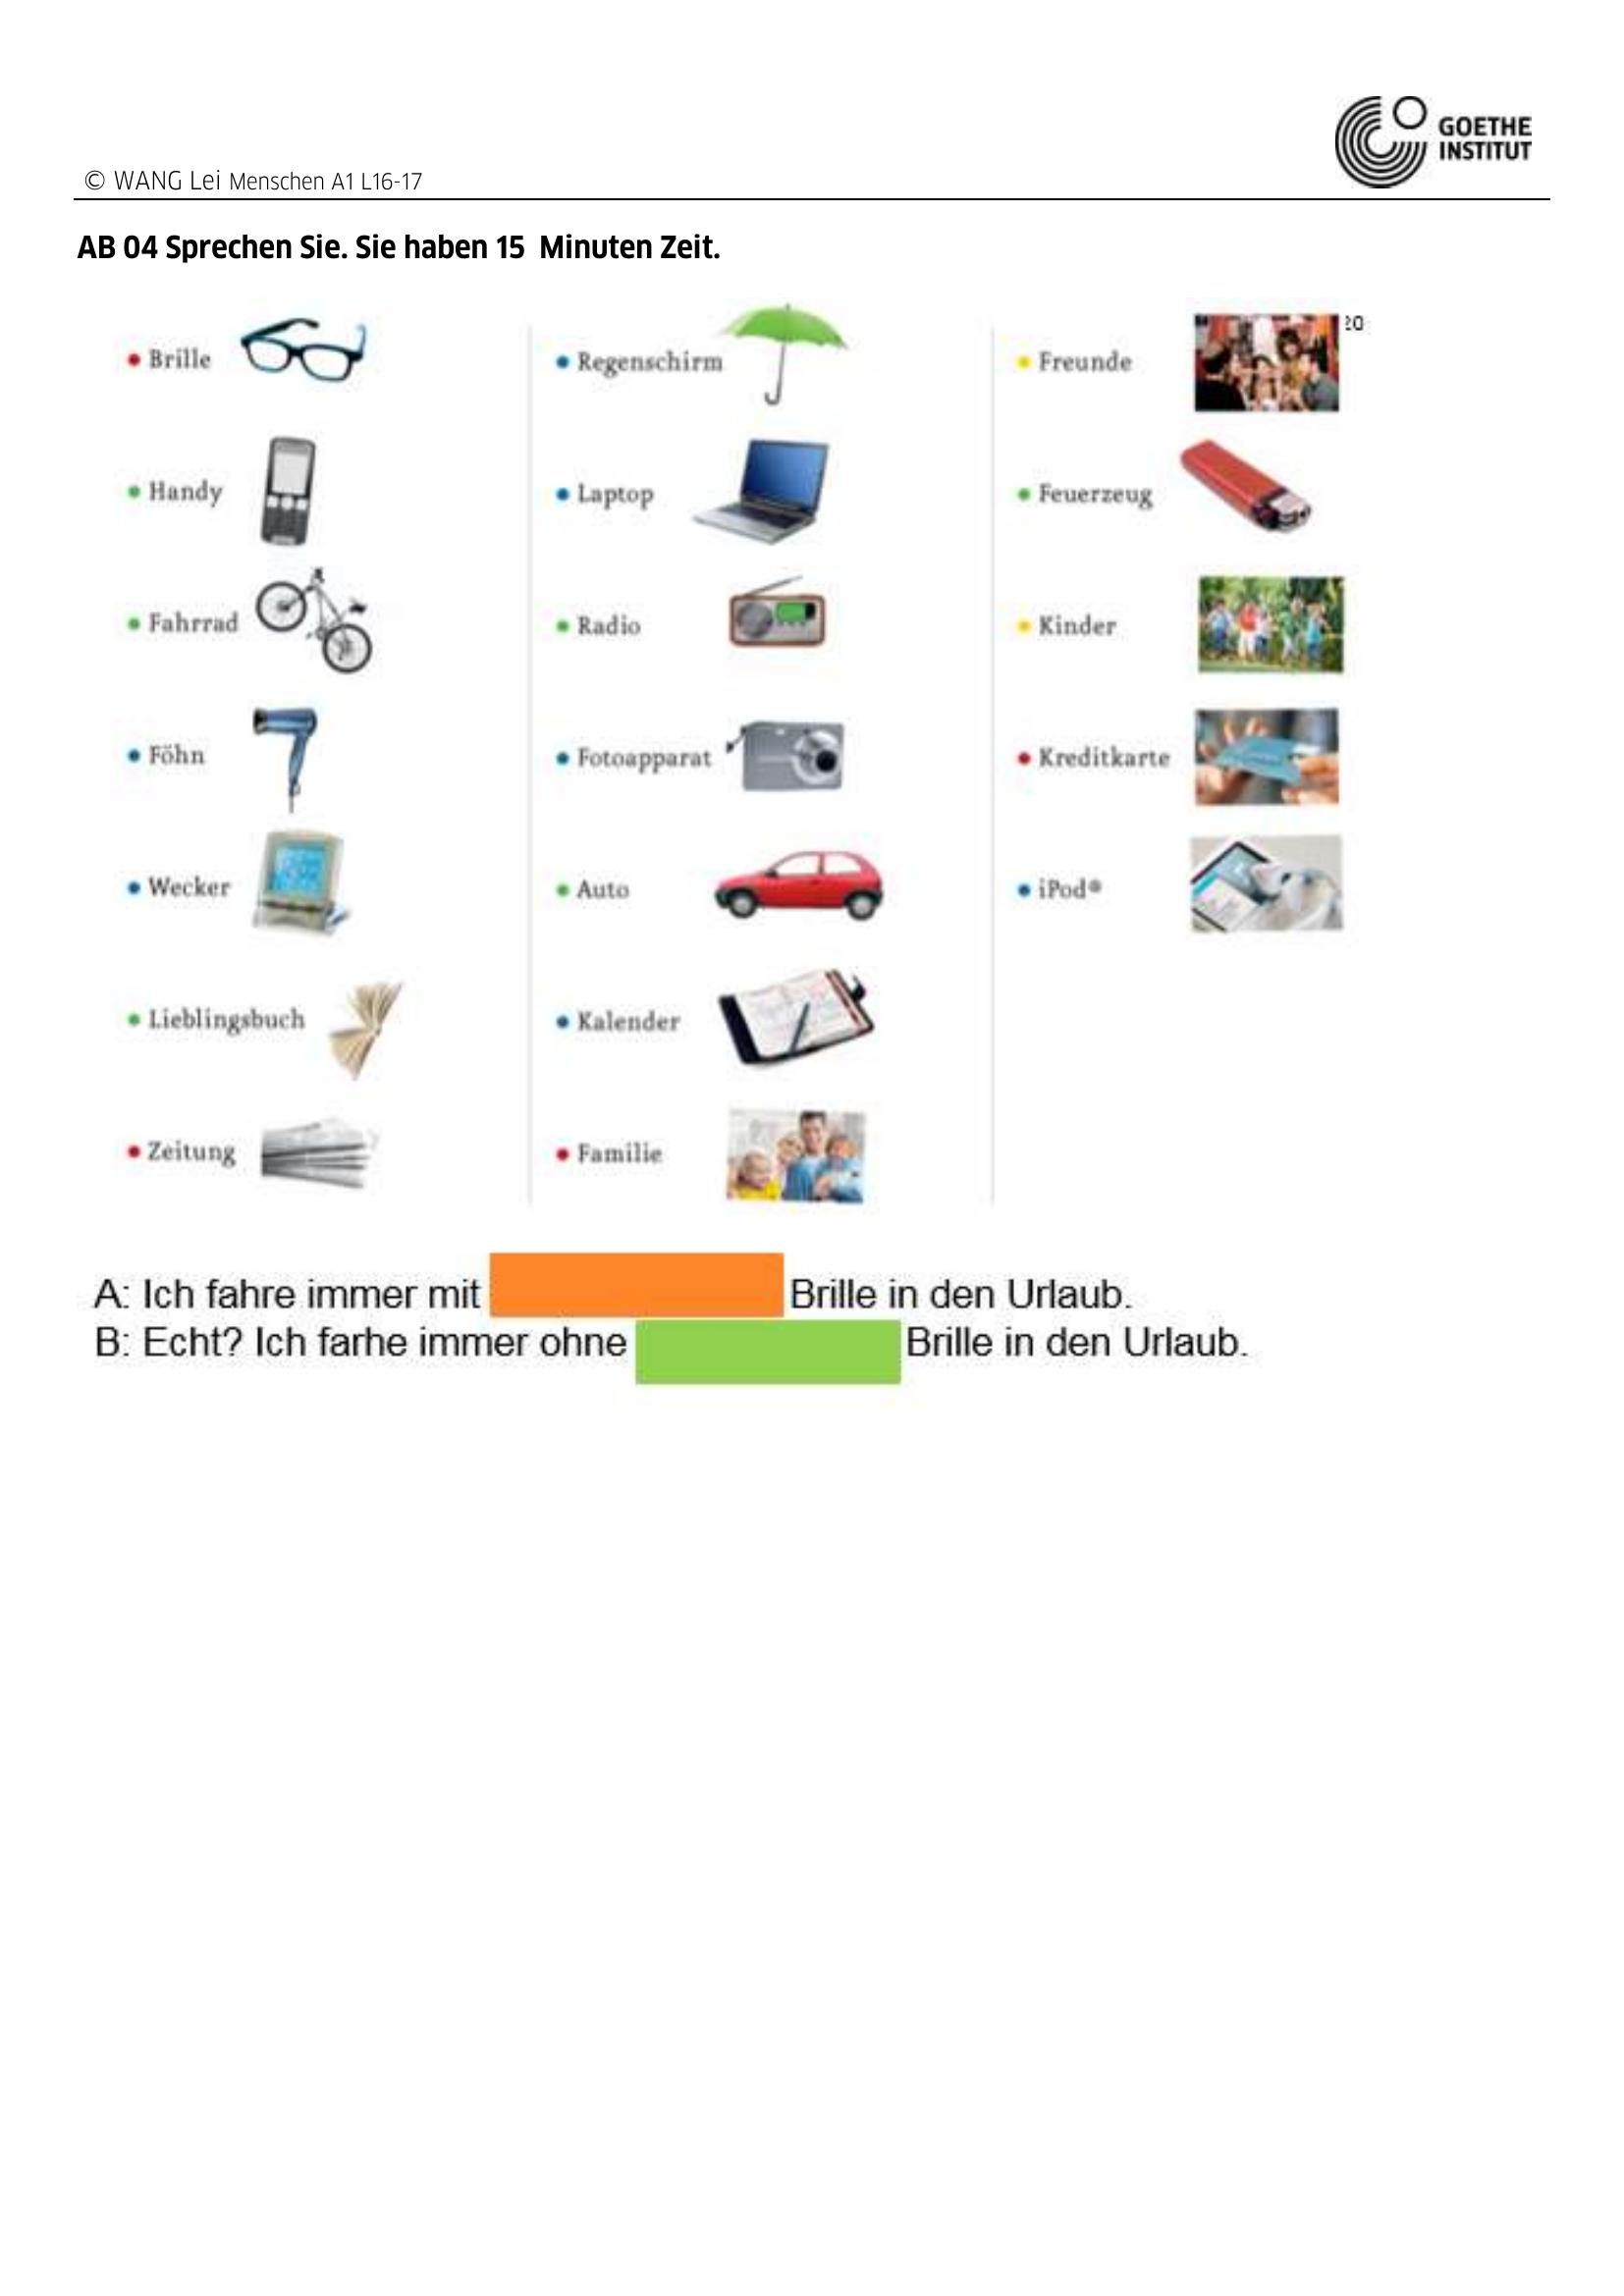 GOETHE
INSTITUT
© WANG Lei Menschen A1 L16-17
AB 04 Sprechen Sie. Sie haben 15 Minuten Zeit.
• Brille
• Handy
• Fahrrad
• Föhn
• Wecker
• Lieblingsbuch
• Zeitung
• Regenschirm
• Laptop
• Radio
• Fotoapparat
• Auto
• Kalender
• Familie
• Freunde
20
• Feuerzeug
• Kinder
• Kreditkarte
• iPod®
A: Ich fahre immer mit Brille in den Urlaub.
B: Echt? Ich farhe immer ohne Brille in den Urlaub.